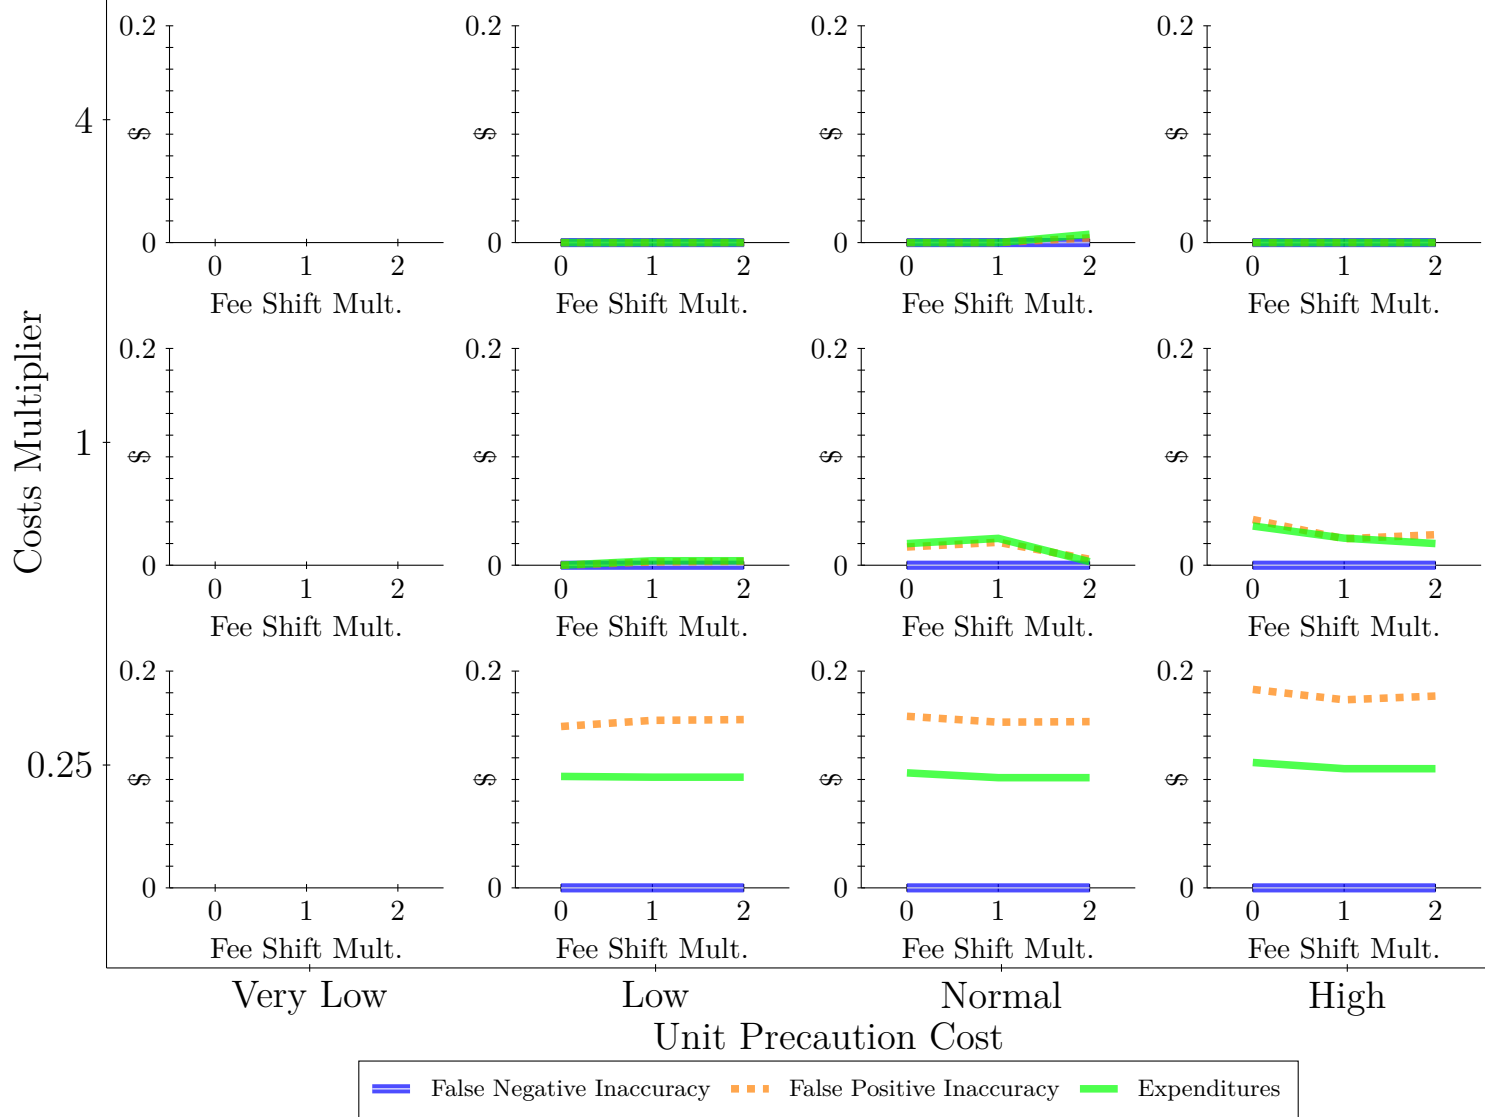 Costs Multiplier
4
0.2
$
0
0 1 2
Fee Shift Mult.
0.2
$
0
0 1 2
Fee Shift Mult.
0.2
$
0
0 1 2
Fee Shift Mult.
0.2
$
0
0 1 2
Fee Shift Mult.
1
0.2
$
0
0 1 2
Fee Shift Mult.
0.2
$
0
0 1 2
Fee Shift Mult.
0.2
$
0
0 1 2
Fee Shift Mult.
0.2
$
0
0 1 2
Fee Shift Mult.
0.25
0.2
$
0
0 1 2
Fee Shift Mult.
0.2
$
0
0 1 2
Fee Shift Mult.
0.2
$
0
0 1 2
Fee Shift Mult.
0.2
$
0
0 1 2
Fee Shift Mult.
Very Low Low Normal High
Unit Precaution Cost
False Negative Inaccuracy False Positive Inaccuracy Expenditures